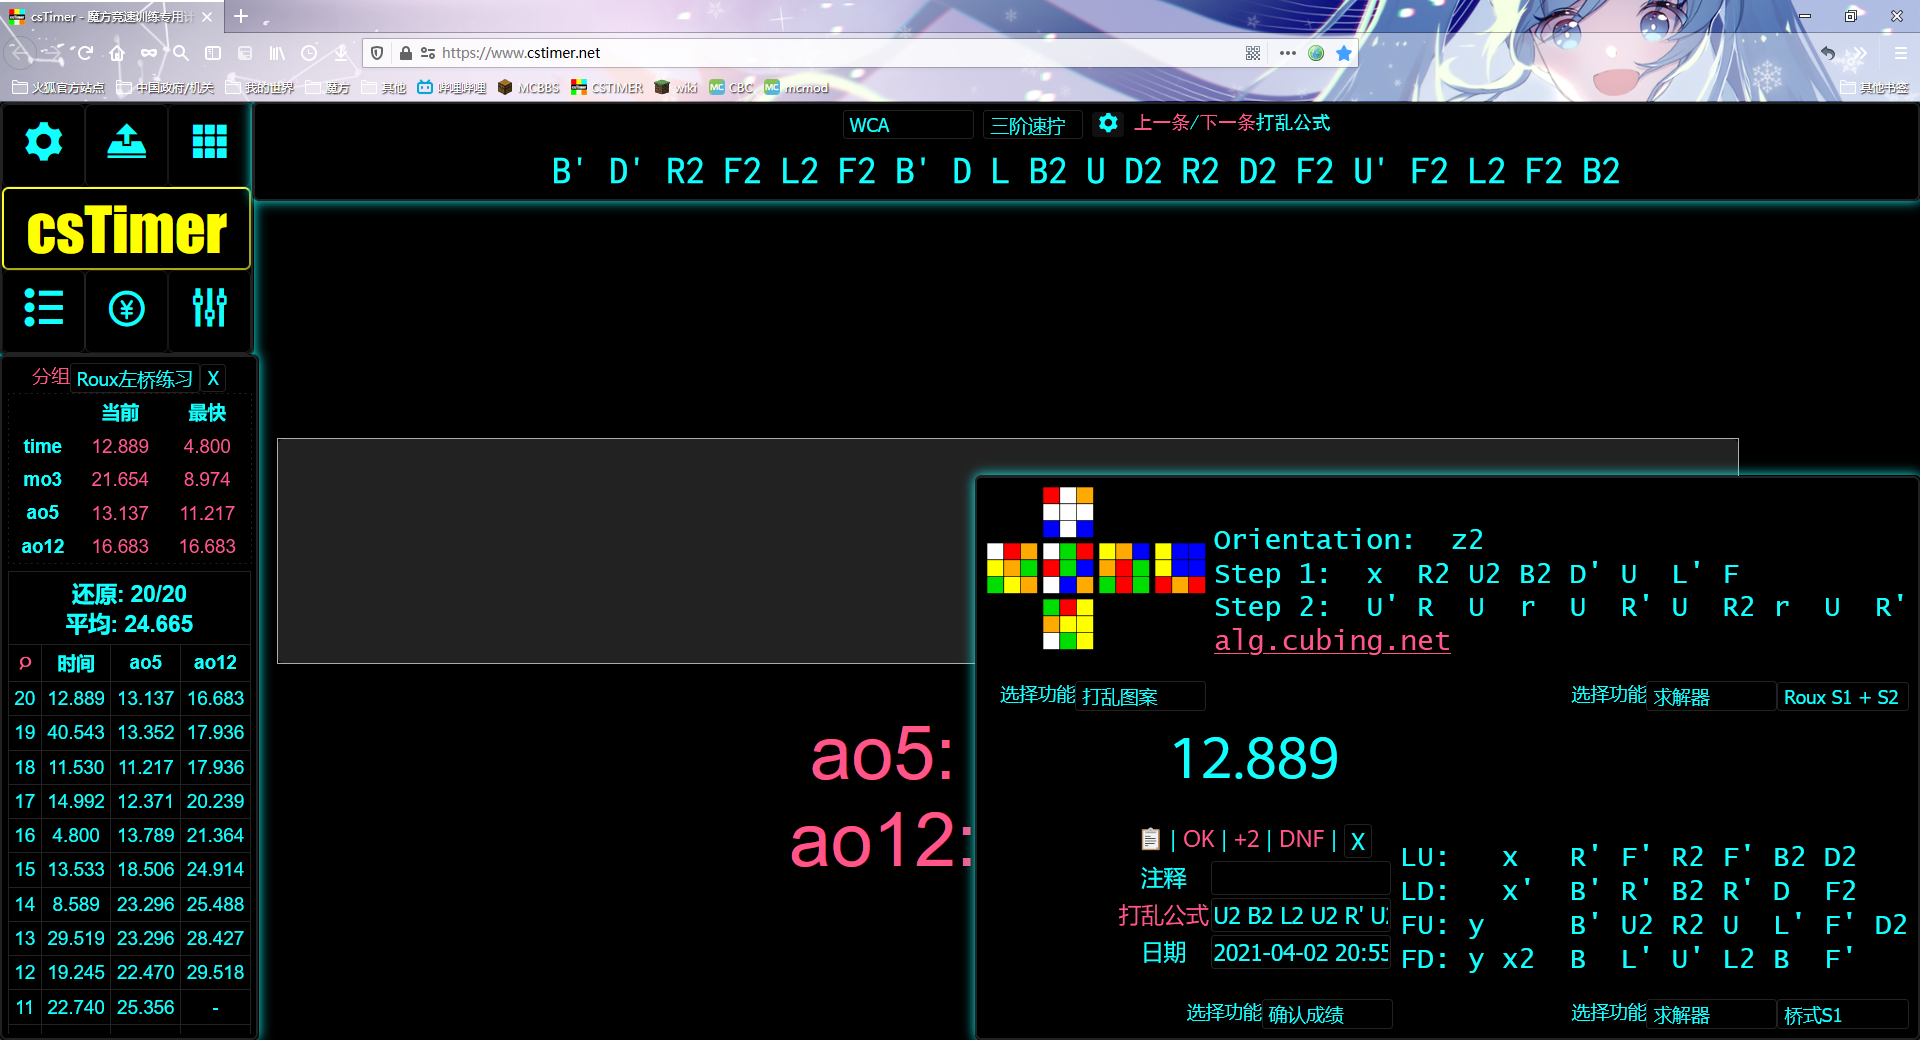 csTimer - 魔方竞速训练专用计
https://www.cstimer.net
火狐官方站点 中国政府/机关 我的世界 魔方 其他 哔哩哔哩 MCBBS CSTIMER wiki CBC mcmod 其他书签
WCA 三阶速拧 上一条/下一条打乱公式
B' D' R2 F2 L2 F2 B' D L B2 U D2 R2 D2 F2 U' F2 L2 F2 B2
csTimer
分组 Roux左桥练习 X
当前 最快
time 12.889 4.800
mo3 21.654 8.974
ao5 13.137 11.217
ao12 16.683 16.683
还原: 20/20
平均: 24.665
时间 ao5 ao12
20 12.889 13.137 16.683
19 40.543 13.352 17.936
18 11.530 11.217 17.936
17 14.992 12.371 20.239
16 4.800 13.789 21.364
15 13.533 18.506 24.914
14 8.589 23.296 25.488
13 29.519 23.296 28.427
12 19.245 22.470 29.518
11 22.740 25.356 -
ao5:
ao12:
Orientation: z2
Step 1: x R2 U2 B2 D' U L' F
Step 2: U' R U r U R' U R2 r U R'
alg.cubing.net
选择功能 打乱图案
选择功能 求解器 Roux S1 + S2
12.889
| OK | +2 | DNF | X
注释
打乱公式 U2 B2 L2 U2 R' U
日期 2021-04-02 20:55
LU: x R' F' R2 F' B2 D2
LD: x' B' R' B2 R' D F2
FU: y B' U2 R2 U L' F' D2
FD: y x2 B L' U' L2 B F'
选择功能 确认成绩
选择功能 求解器 桥式S1